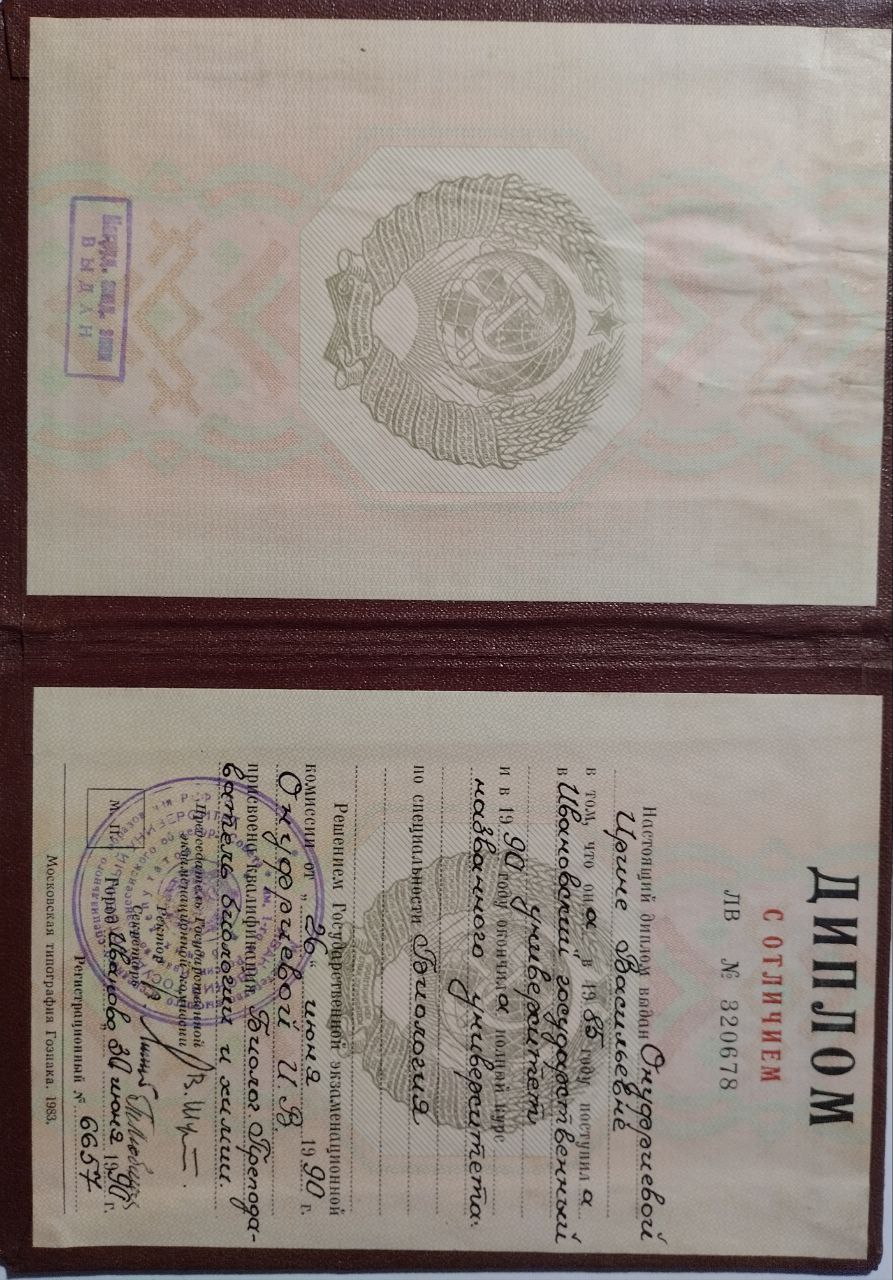 ВЫДАН
ДИПЛОМ
С ОТЛИЧИЕМ
ЛВ № 320678
Настоящий диплом выдан Онуфриевой
Ирине Васильевне
в том, что она в 1985 году поступила
в Ивановский государственный
университет
и в 1990 году окончила полный курс
названного университета
по специальности Биология
Решением Государственной экзаменационной
комиссии от „26“ июня 1990 г.
Онуфриевой И.В.
присвоена квалификация Биолог. Препода-
ватель биологии и химии
Председатель Государственной
экзаменационной комиссии
Ректор
Секретарь
М. П. Город Иваново, 30 июня 1990 г.
Регистрационный № 6657
Московская типография Гознака. 1983.